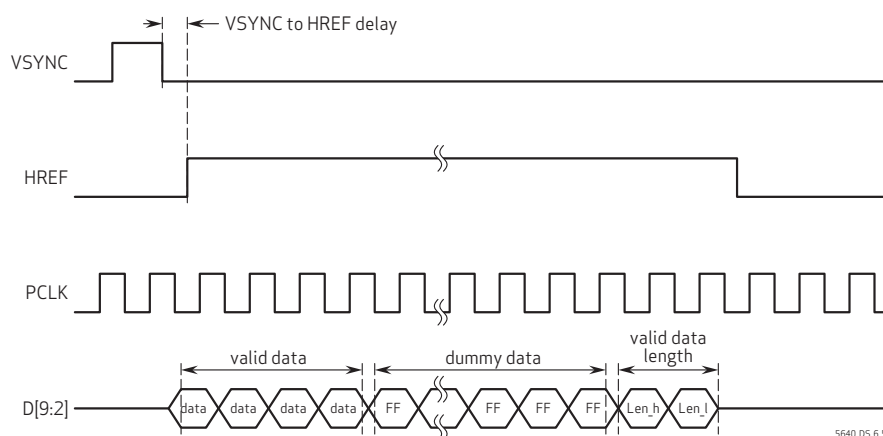 VSYNC to HREF delay
VSYNC
HREF
PCLK
valid data
dummy data
valid data
length
D[9:2]
data data data data FF FF FF FF Len_h Len_l